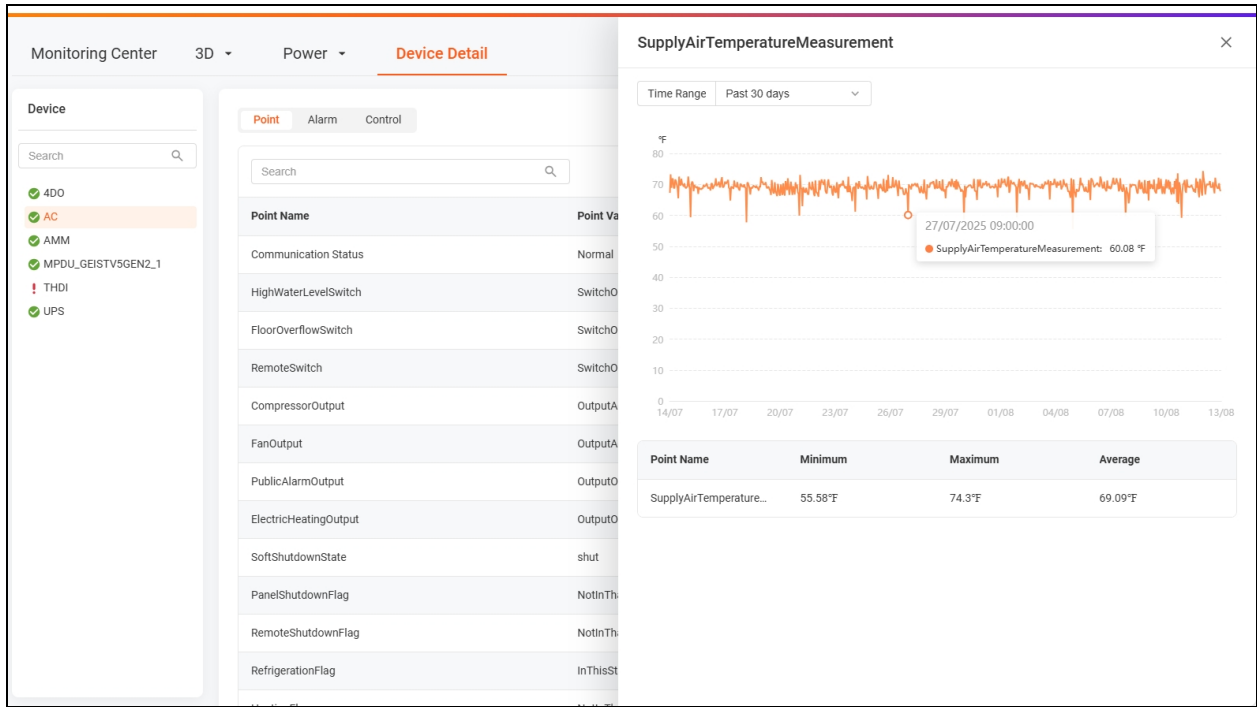 Monitoring Center 3D Power Device Detail
Device
Search
4DO
AC
AMM
MPDU_GEISTV5GEN2_1
THDI
UPS
Point Alarm Control
Search
Point Name Point Va
Communication Status Normal
HighWaterLevelSwitch SwitchO
FloorOverflowSwitch SwitchO
RemoteSwitch SwitchO
CompressorOutput OutputA
FanOutput OutputA
PublicAlarmOutput OutputO
ElectricHeatingOutput OutputO
SoftShutdownState shut
PanelShutdownFlag NotInTh
RemoteShutdownFlag NotInTh
RefrigerationFlag InThisSt
SupplyAirTemperatureMeasurement
Time Range Past 30 days
°F
80
70
60
50
40
30
20
10
0
27/07/2025 09:00:00
SupplyAirTemperatureMeasurement: 60.08 °F
14/07 17/07 20/07 23/07 26/07 29/07 01/08 04/08 07/08 10/08 13/08
Point Name Minimum Maximum Average
SupplyAirTemperature... 55.58°F 74.3°F 69.09°F